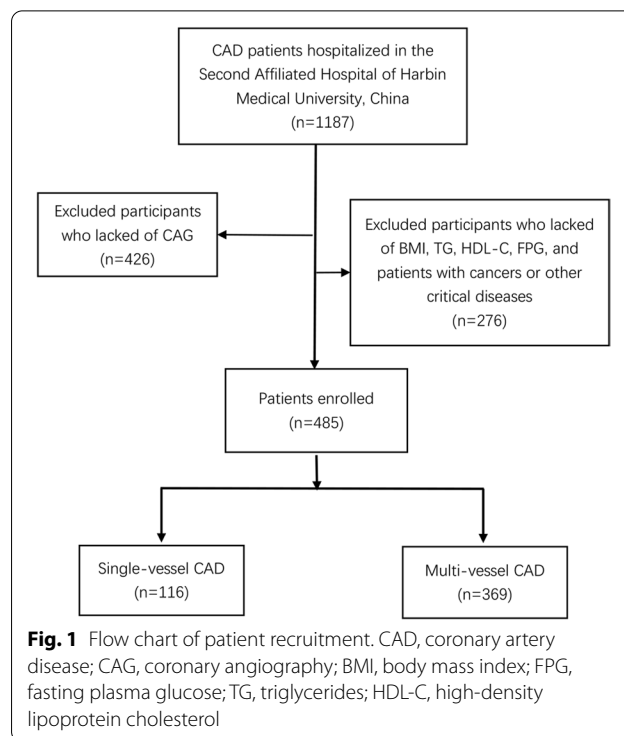 CAD patients hospitalized in the
Second Affiliated Hospital of Harbin
Medical University, China
(n=1187)
Excluded participants
who lacked of CAG
(n=426)
Excluded participants who lacked
of BMI, TG, HDL-C, FPG, and
patients with cancers or other
critical diseases
(n=276)
Patients enrolled
(n=485)
Single-vessel CAD
(n=116)
Multi-vessel CAD
(n=369)
Fig. 1 Flow chart of patient recruitment. CAD, coronary artery
disease; CAG, coronary angiography; BMI, body mass index; FPG,
fasting plasma glucose; TG, triglycerides; HDL-C, high-density
lipoprotein cholesterol